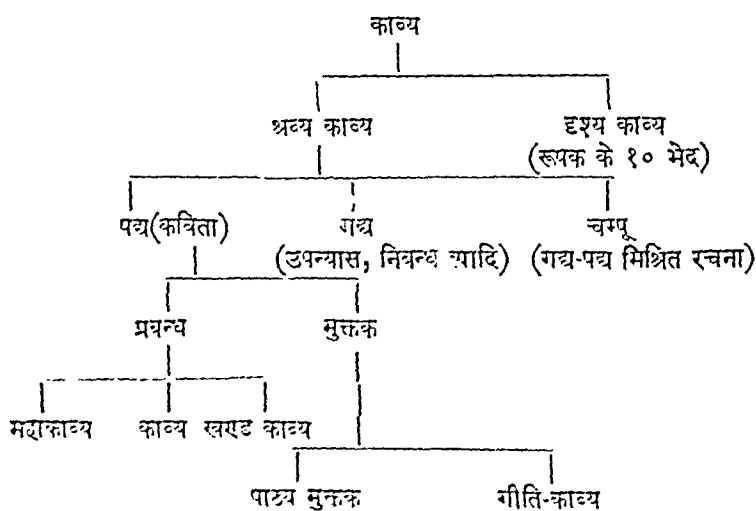 काव्य
श्रव्य काव्य दृश्य काव्य
(रूपक के १० भेद)
पद्य(कविता) गद्य चम्पू
(उपन्यास, निबन्ध आदि) (गद्य-पद्य मिश्रित रचना)
प्रबन्ध मुक्तक
महाकाव्य काव्य खण्ड काव्य
पाठ्य मुक्तक गीति-काव्य